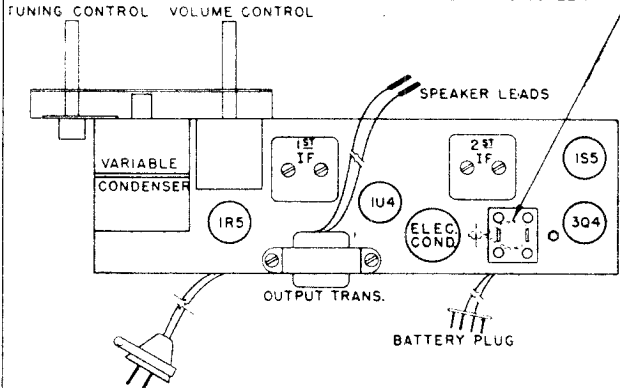 TUNING CONTROL VOLUME CONTROL
SPEAKER LEADS
1ST
IF
2ST
IF
1S5
VARIABLE
CONDENSER
1U4
1R5
ELEC.
COND.
3Q4
OUTPUT TRANS.
BATTERY PLUG